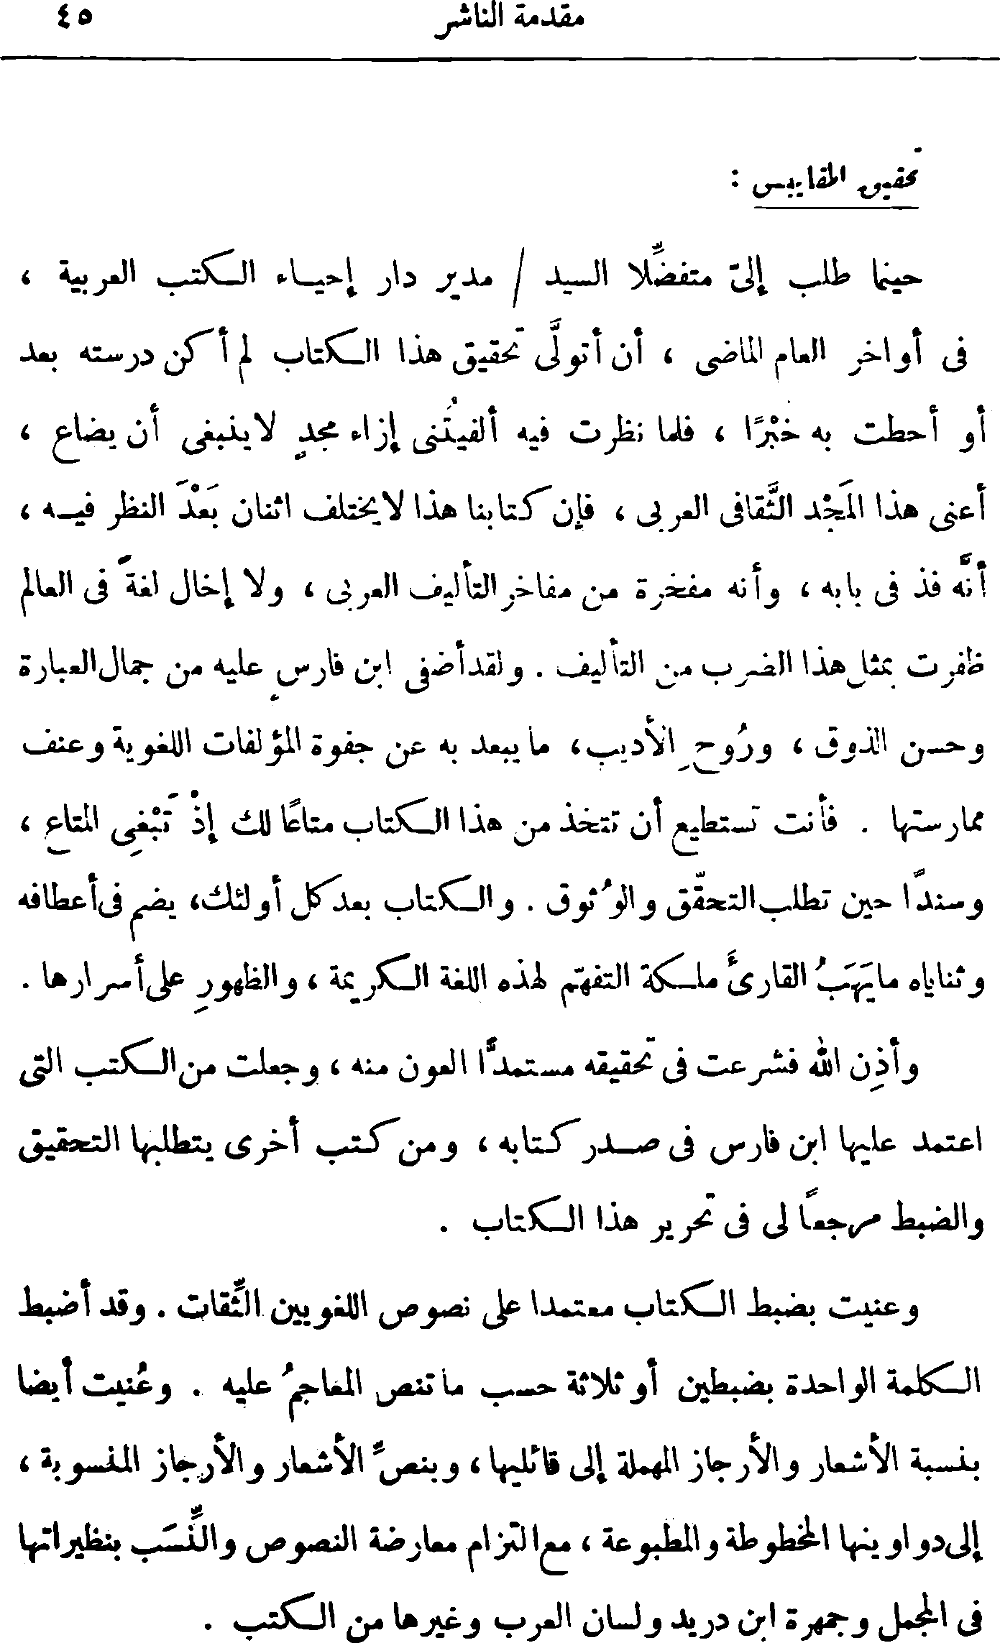 مقدمة الناشر ٤٥
تحقيق المقاييس :
حينما طلب إلىّ متفضِّلا السيد / مدير دار إحياء الكتب العربية ،
فى أواخر العام الماضى ، أن أتولَّى تحقيق هذا الكتاب لم أكن درسته بعد
أو أحطت به خبْرًا ، فلما نظرت فيه ألفيتُنى إزاء مجدٍ لا ينبغى أن يضاع ،
أعنى هذا المَجْد الثَّقافى العربى ، فإن كتابنا هذا لا يختلف اثنان بَعْدَ النظر فيه ،
أنَّه فذ فى بابه ، وأنه مفخرة من مفاخر التأليف العربى ، ولا إخال لغةً فى العالم
ظفرت بمثل هذا الضرب من التأليف . ولقد أضفى ابن فارسٍ عليه من جمال العبارة
وحسن الذوق ، ورُوحِ الأديب، ما يبعد به عن جفوة المؤلفات اللغوية وعنف
ممارستها . فأنت تستطيع أن تتخذ من هذا الكتاب متاعًا لك إذْ تَبْغِى المتاع ،
وسندًا حين تطلب التحقّق والوُثوق . والكتاب بعد كل أولئك، يضم فى أعطافه
وثناياه ما يَهَبُ القارئَ ملكة التفهّم لهذه اللغة الكريمة ، والظهورِ على أسرارها .
وأذِن الله فشرعت فى تحقيقه مستمدًّا العون منه ، وجعلت من الكتب التى
اعتمد عليها ابن فارس فى صدر كتابه ، ومن كتب أخرى يتطلبها التحقيق
والضبط مرجعاً لى فى تحرير هذا الكتاب .
وعنيت بضبط الكتاب معتمدا على نصوص اللغويين الثِّقات . وقد أضبط
الكلمة الواحدة بضبطين أو ثلاثة حسب ما تنص المعاجمُ عليه . وعُنيت أيضا
بنسبة الأشعار والأرجاز المهملة إلى قائليها ، وبنصِّ الأشعار والأرجاز المنسوبة ،
إلى دواوينها المخطوطة والمطبوعة ، مع التزام معارضة النصوص والنِّسَب بنظيراتها
فى المجمل وجمهرة ابن دريد ولسان العرب وغيرها من الكتب .